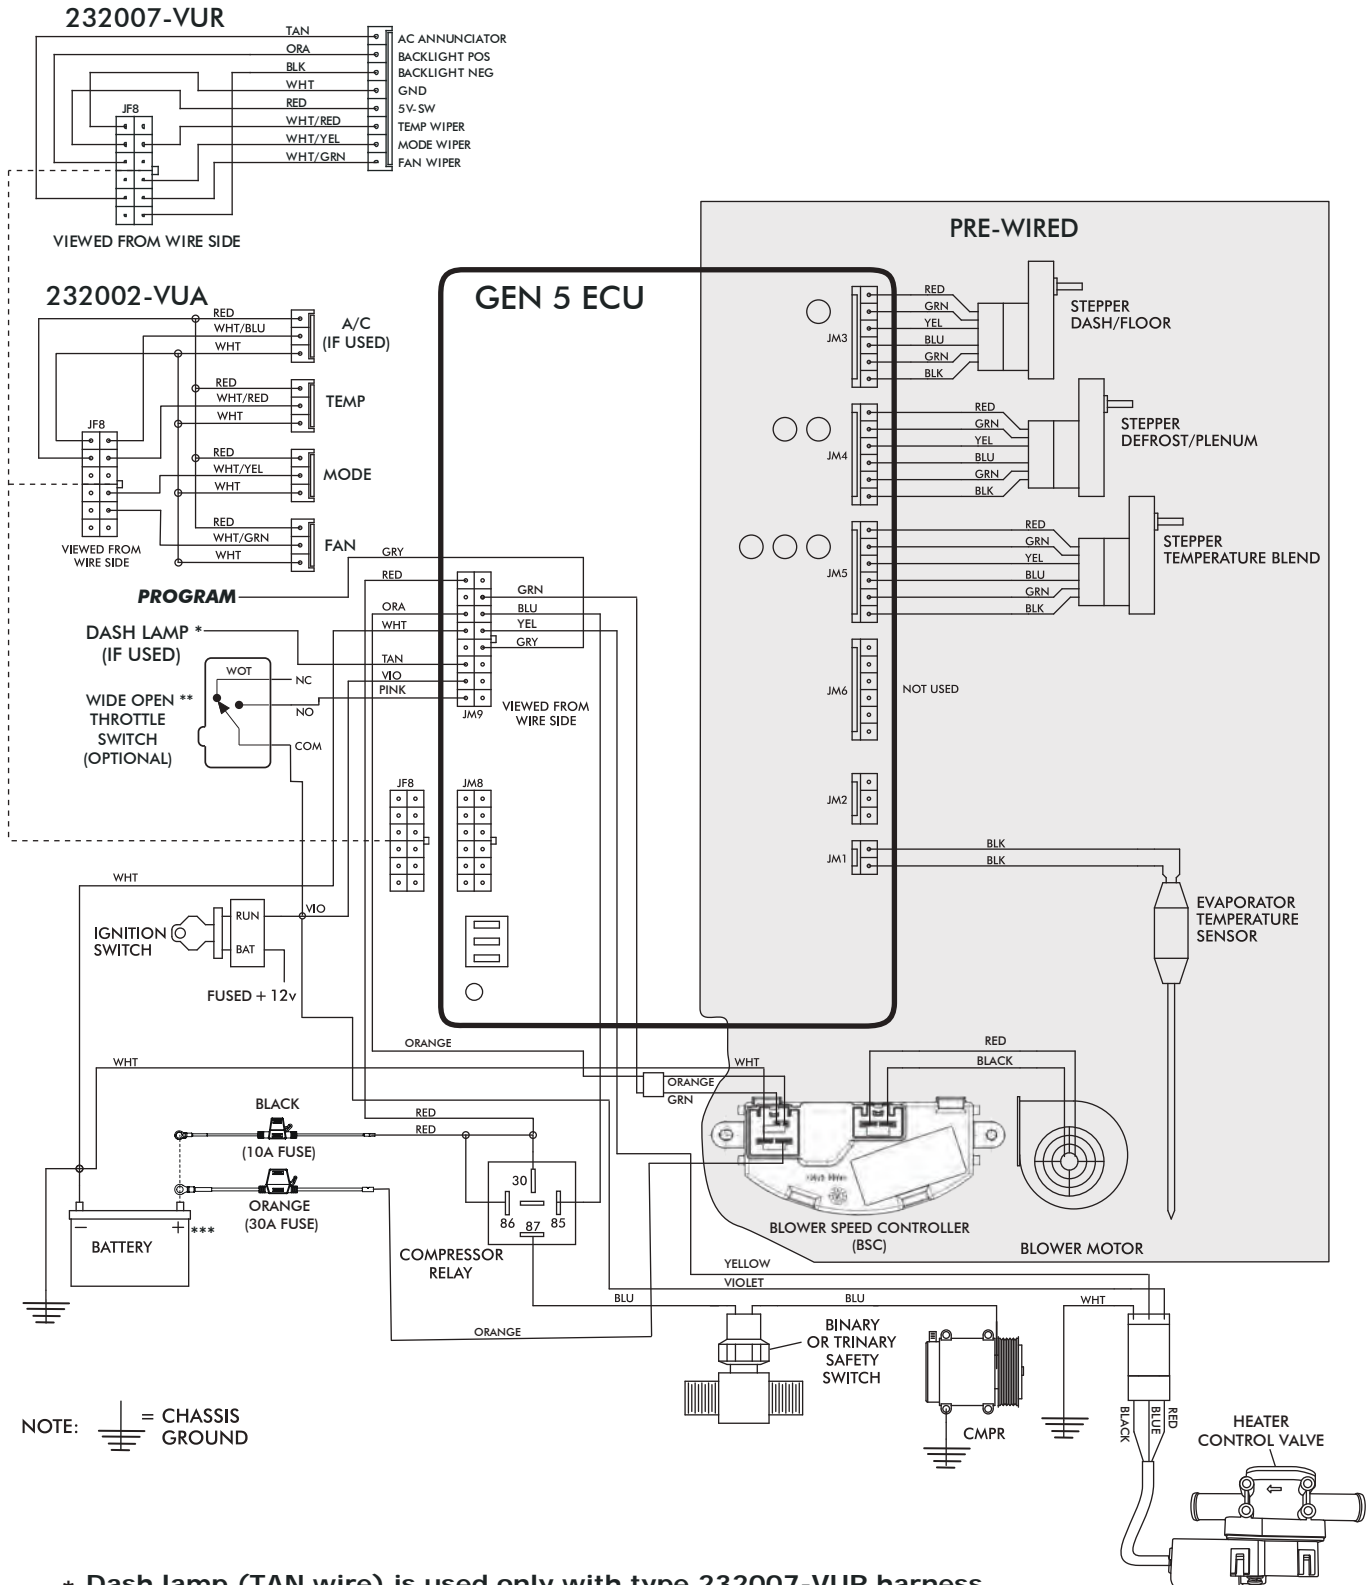 232007-VUR
TAN
ORA
BLK
WHT
RED
WHT/RED
WHT/YEL
WHT/GRN
AC ANNUNCIATOR
BACKLIGHT POS
BACKLIGHT NEG
GND
5V-SW
TEMP WIPER
MODE WIPER
FAN WIPER
JF8
VIEWED FROM WIRE SIDE
232002-VUA
RED
WHT/BLU
WHT
A/C
(IF USED)
RED
WHT/RED
WHT
TEMP
JF8
RED
WHT/YEL
WHT
MODE
RED
WHT/GRN
WHT
FAN
VIEWED FROM
WIRE SIDE
PROGRAM
DASH LAMP *
(IF USED)
WIDE OPEN **
THROTTLE
SWITCH
(OPTIONAL)
WOT
NC
NO
COM
GEN 5 ECU
GRY
RED
ORA
WHT
TAN
VIO
PINK
GRN
BLU
YEL
GRY
JM9
VIEWED FROM
WIRE SIDE
JF8
JM8
PRE-WIRED
JM3
RED
GRN
YEL
BLU
GRN
BLK
STEPPER
DASH/FLOOR
JM4
RED
GRN
YEL
BLU
GRN
BLK
STEPPER
DEFROST/PLENUM
JM5
RED
GRN
YEL
BLU
GRN
BLK
STEPPER
TEMPERATURE BLEND
JM6
NOT USED
JM2
JM1
BLK
BLK
EVAPORATOR
TEMPERATURE
SENSOR
WHT
IGNITION
SWITCH
RUN
BAT
VIO
FUSED + 12v
ORANGE
WHT
WHT
ORANGE
GRN
RED
BLACK
BLACK
(10A FUSE)
RED
RED
ORANGE
(30A FUSE)
30
86
87
85
COMPRESSOR
RELAY
BATTERY
−
+ ***
BLOWER SPEED CONTROLLER
(BSC)
BLOWER MOTOR
YELLOW
VIOLET
BLU
BLU
WHT
ORANGE
BINARY
OR TRINARY
SAFETY
SWITCH
CMPR
BLACK
BLUE
RED
HEATER
CONTROL VALVE
NOTE:
= CHASSIS
GROUND
* Dash lamp (TAN wire) is used only with type 232007-VUR harness